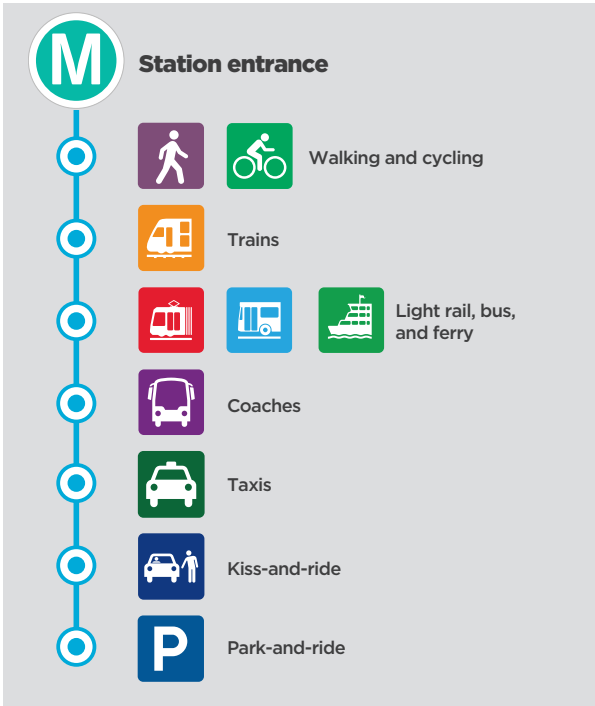 M
Station entrance
Walking and cycling
Trains
Light rail, bus,
and ferry
Coaches
Taxis
Kiss-and-ride
P
Park-and-ride